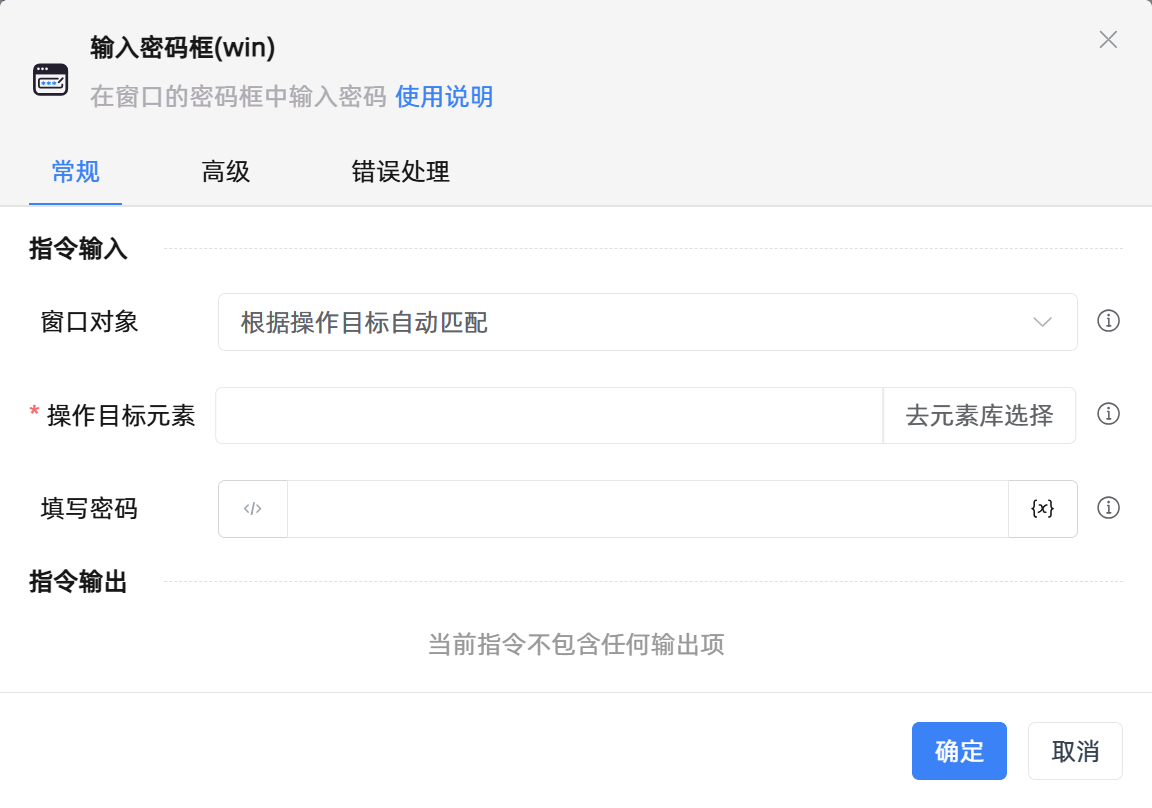 输入密码框(win)
在窗口的密码框中输入密码 使用说明
常规 高级 错误处理
指令输入
窗口对象 根据操作目标自动匹配
* 操作目标元素 去元素库选择
填写密码 </> {x}
指令输出
当前指令不包含任何输出项
确定 取消